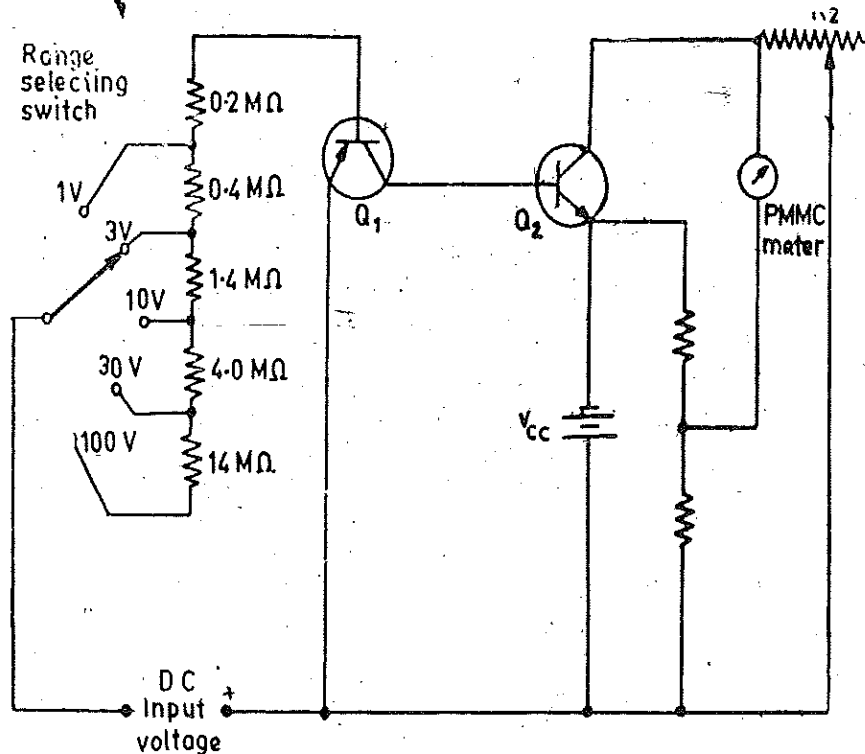 Range
selecting
switch
0.2 MΩ
1V
0.4 MΩ
3V
Q1
Q2
PMMC
meter
1.4 MΩ
10V
30 V
4.0 MΩ
VCC
100 V
14 MΩ
DC
Input
voltage
+